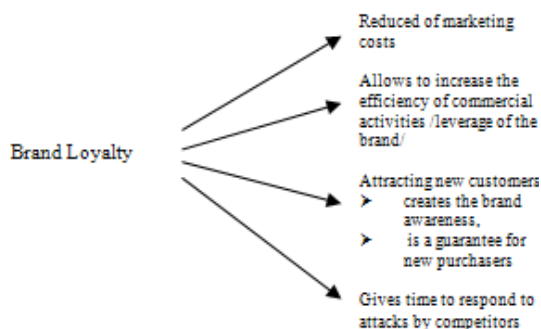 Reduced of marketing
costs
Allows to increase the
efficiency of commercial
activities /leverage of the
brand/
Brand Loyalty
Attracting new customers
➤ creates the brand
awareness,
➤ is a guarantee for
new purchasers
Gives time to respond to
attacks by competitors